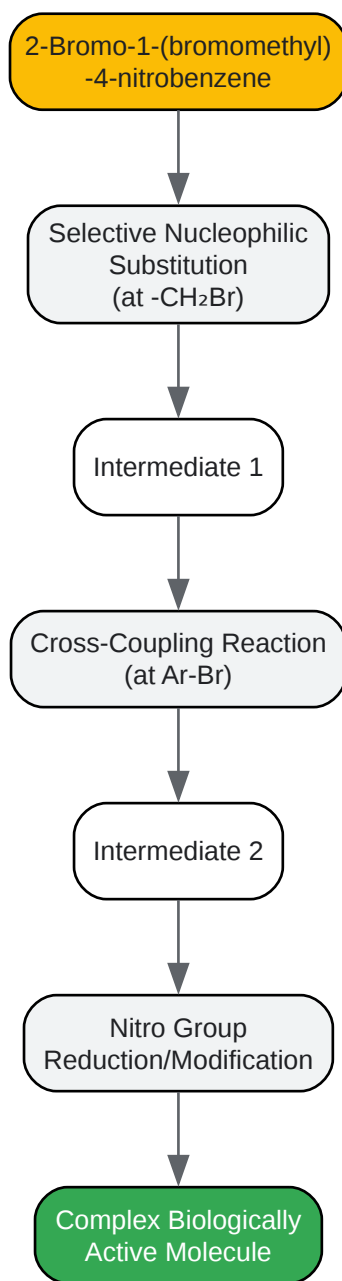 2-Bromo-1-(bromomethyl)
-4-nitrobenzene
Selective Nucleophilic
Substitution
(at -CH₂Br)
Intermediate 1
Cross-Coupling Reaction
(at Ar-Br)
Intermediate 2
Nitro Group
Reduction/Modification
Complex Biologically
Active Molecule